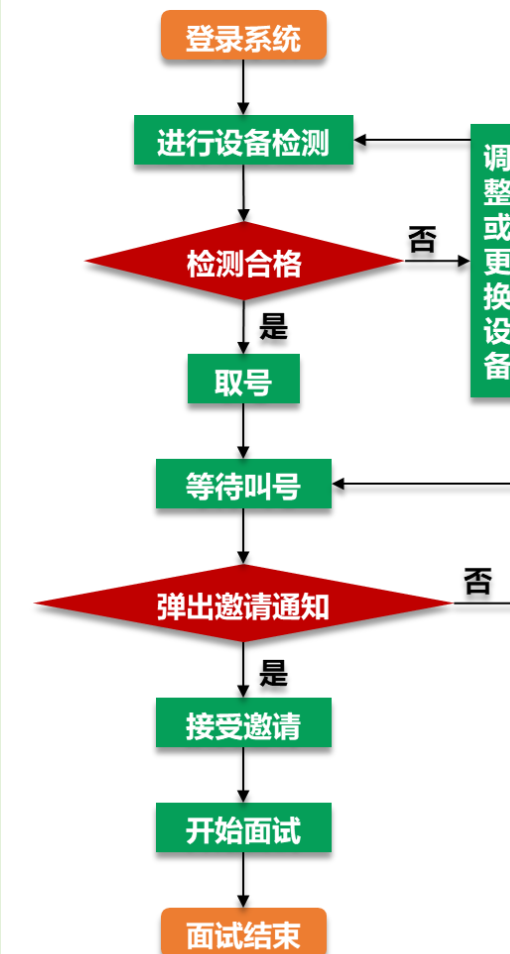 登录系统
进行设备检测
检测合格
否
调
整
或
更
换
设
备
是
取号
等待叫号
弹出邀请通知
否
是
接受邀请
开始面试
面试结束